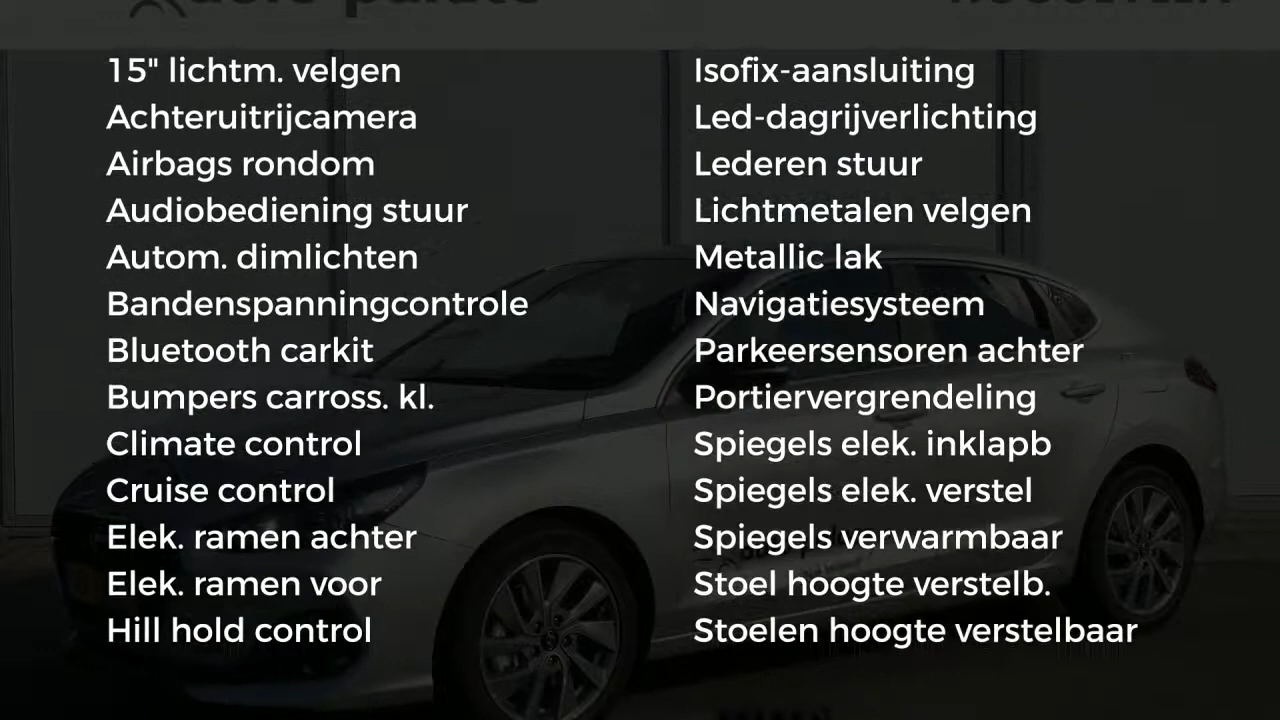 15" lichtm. velgen
Achteruitrijcamera
Airbags rondom
Audiobediening stuur
Autom. dimlichten
Bandenspanningcontrole
Bluetooth carkit
Bumpers carross. kl.
Climate control
Cruise control
Elek. ramen achter
Elek. ramen voor
Hill hold control
Isofix-aansluiting
Led-dagrijverlichting
Lederen stuur
Lichtmetalen velgen
Metallic lak
Navigatiesysteem
Parkeersensoren achter
Portiervergrendeling
Spiegels elek. inklapb
Spiegels elek. verstel
Spiegels verwarmbaar
Stoel hoogte verstelb.
Stoelen hoogte verstelbaar